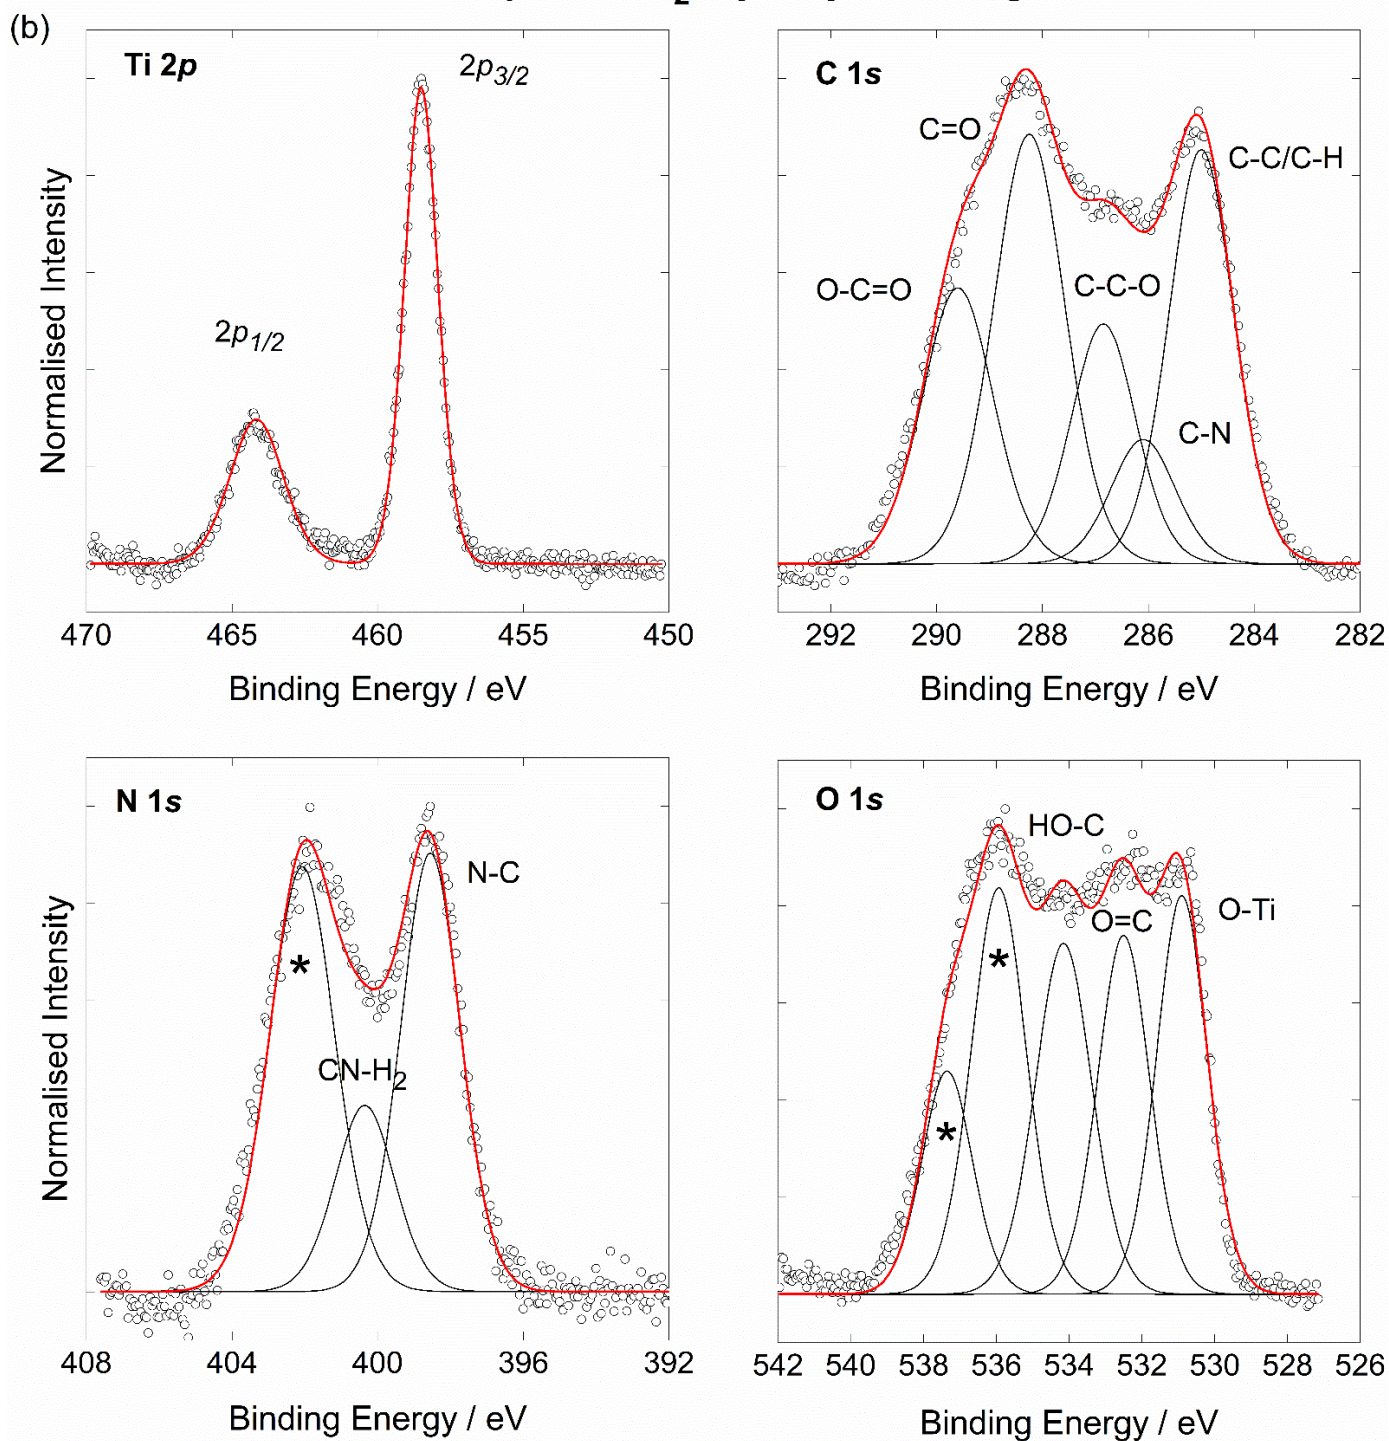 (b)
Ti 2p
2p3/2
2p1/2
Normalised Intensity
470 465 460 455 450
Binding Energy / eV
C 1s
C=O
C-C/C-H
O-C=O
C-C-O
C-N
292 290 288 286 284 282
Binding Energy / eV
N 1s
N-C
*
CN-H2
Normalised Intensity
408 404 400 396 392
Binding Energy / eV
O 1s
HO-C
O=C
O-Ti
*
*
542 540 538 536 534 532 530 528 526
Binding Energy / eV